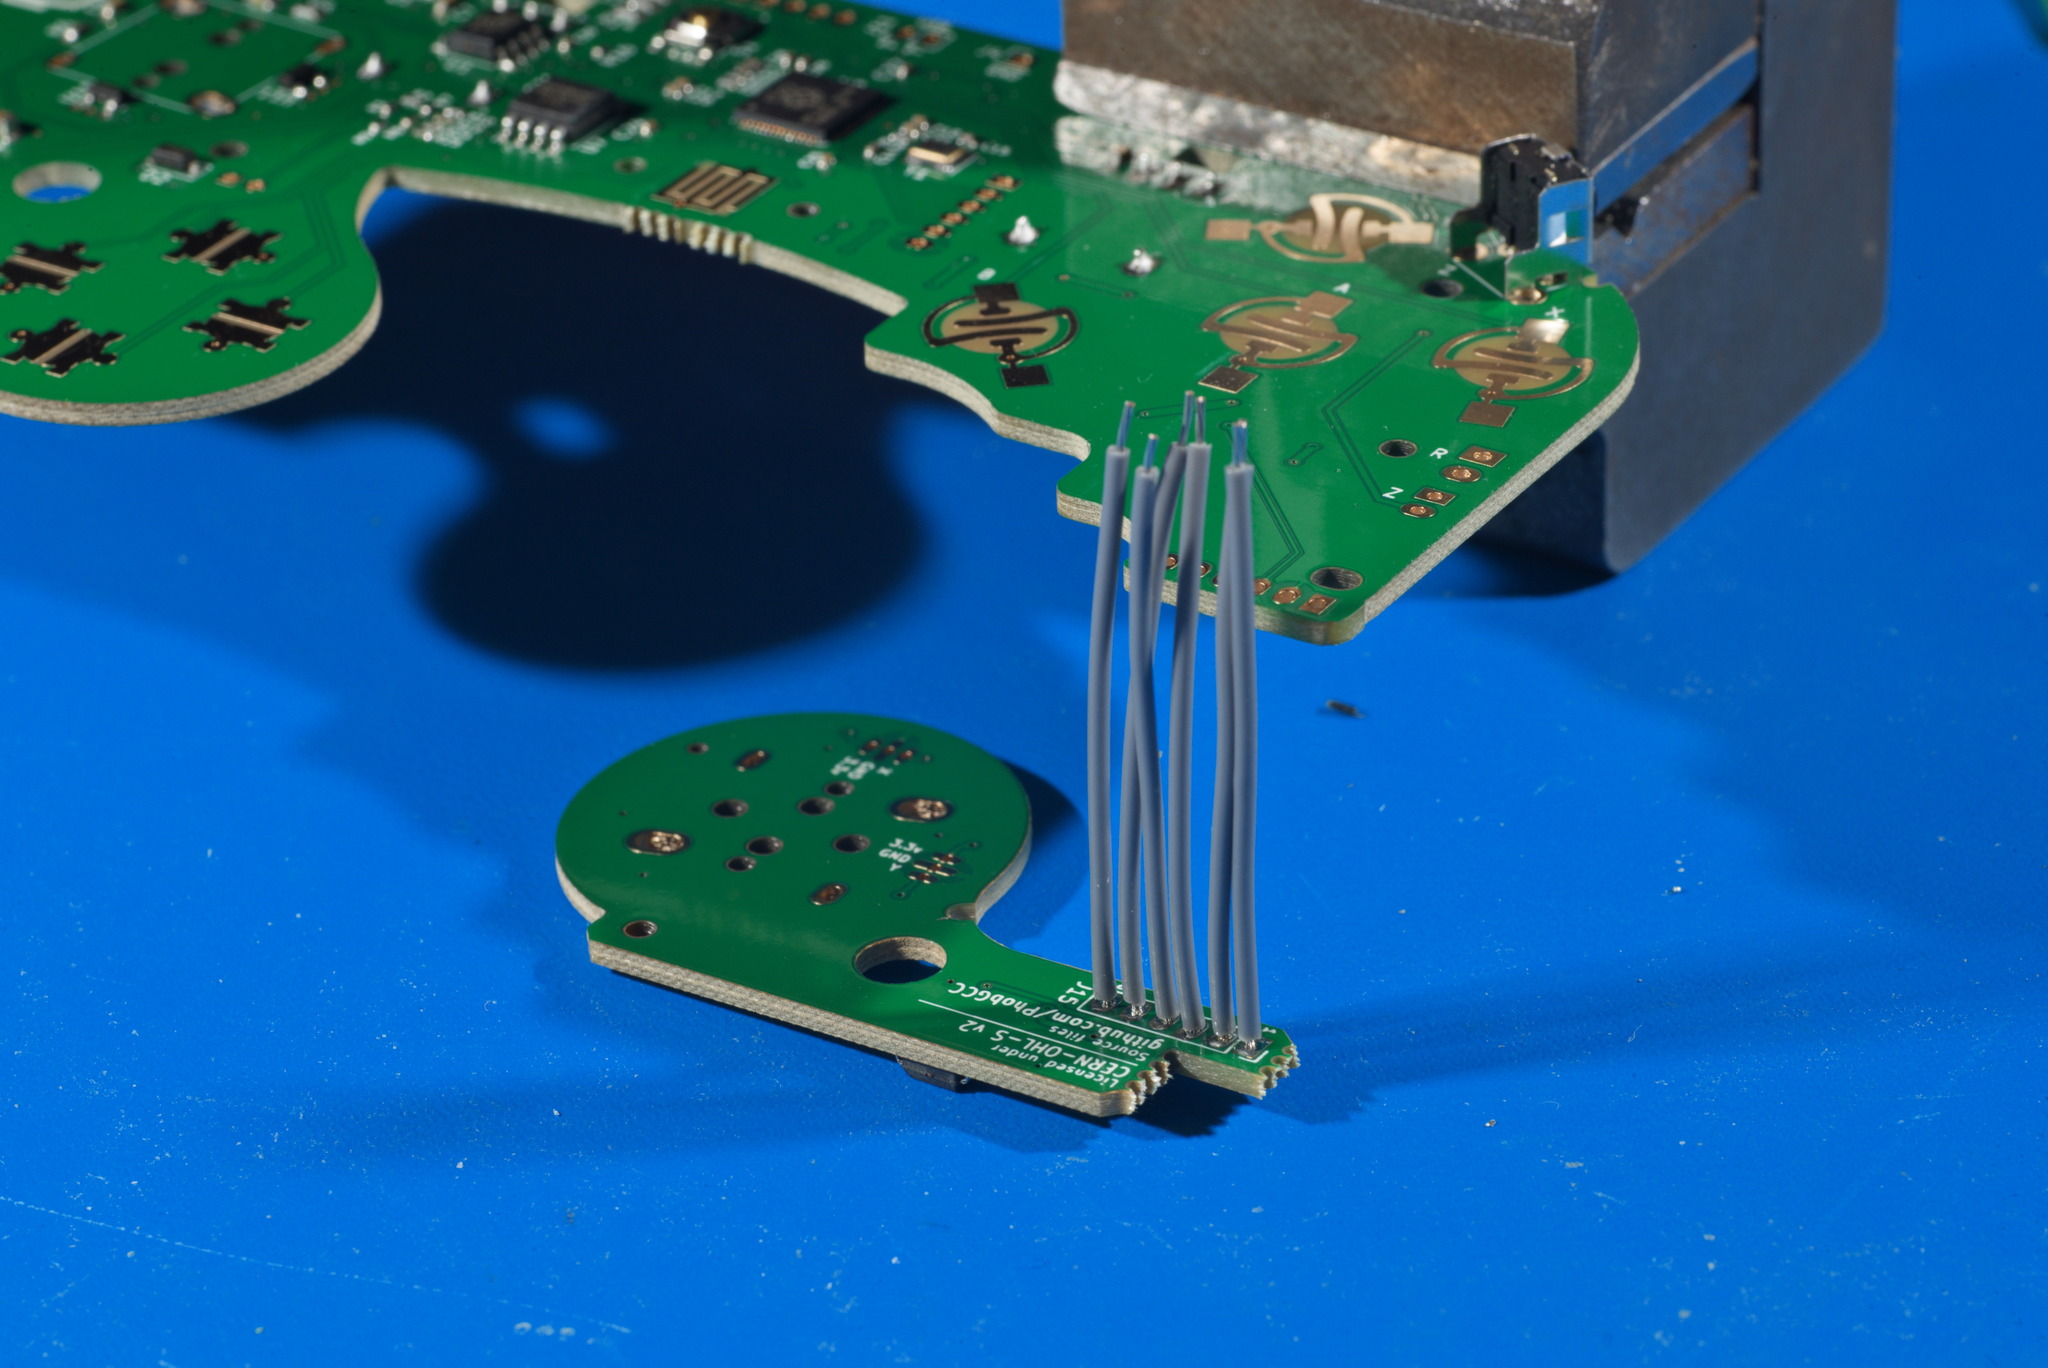 B
A
Z
R
Z
3.3v
GND
Y
J15
github.com/PhobGCC
Source files
CERN-OHL-S v2
Licensed under